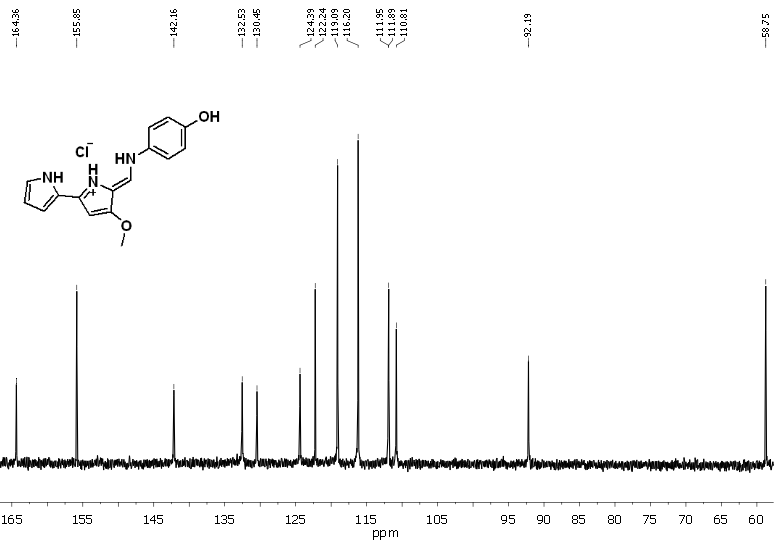 164.36
155.85
142.16
132.53
130.45
124.39
122.24
119.09
116.20
111.95
111.89
110.81
92.19
58.75
OH
HN
Cl−
H
NH
N
+
O
165 155 145 135 125 115 105 95 90 85 80 75 70 65 60
ppm